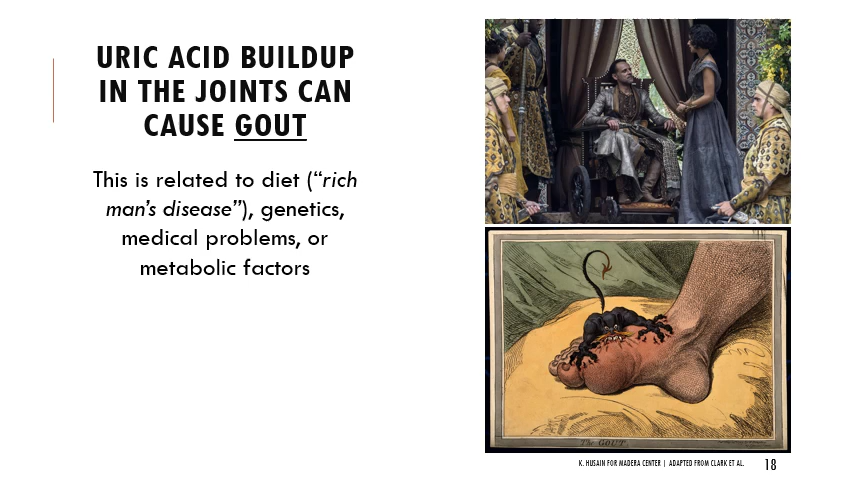 URIC ACID BUILDUP
IN THE JOINTS CAN
CAUSE GOUT
This is related to diet (“rich
man’s disease”), genetics,
medical problems, or
metabolic factors
The GOUT
K. HUSAIN FOR MADERA CENTER | ADAPTED FROM CLARK ET AL.
18